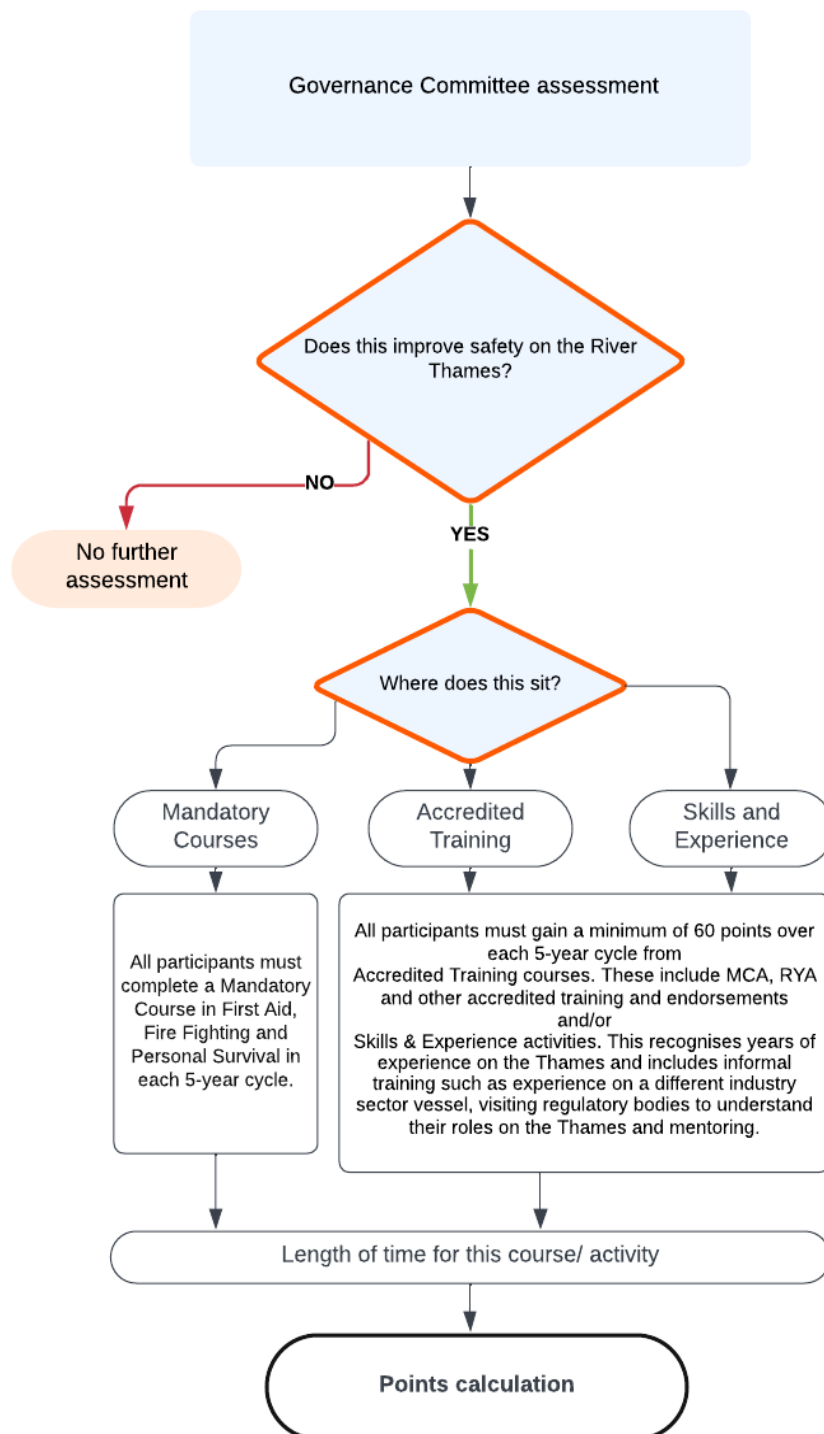 Governance Committee assessment
Does this improve safety on the River
Thames?
NO
YES
No further
assessment
Where does this sit?
Mandatory
Courses
Accredited
Training
Skills and
Experience
All participants must
complete a Mandatory
Course in First Aid,
Fire Fighting and
Personal Survival in
each 5-year cycle.
All participants must gain a minimum of 60 points over
each 5-year cycle from
Accredited Training courses. These include MCA, RYA
and other accredited training and endorsements
and/or
Skills & Experience activities. This recognises years of
experience on the Thames and includes informal
training such as experience on a different industry
sector vessel, visiting regulatory bodies to understand
their roles on the Thames and mentoring.
Length of time for this course/ activity
Points calculation